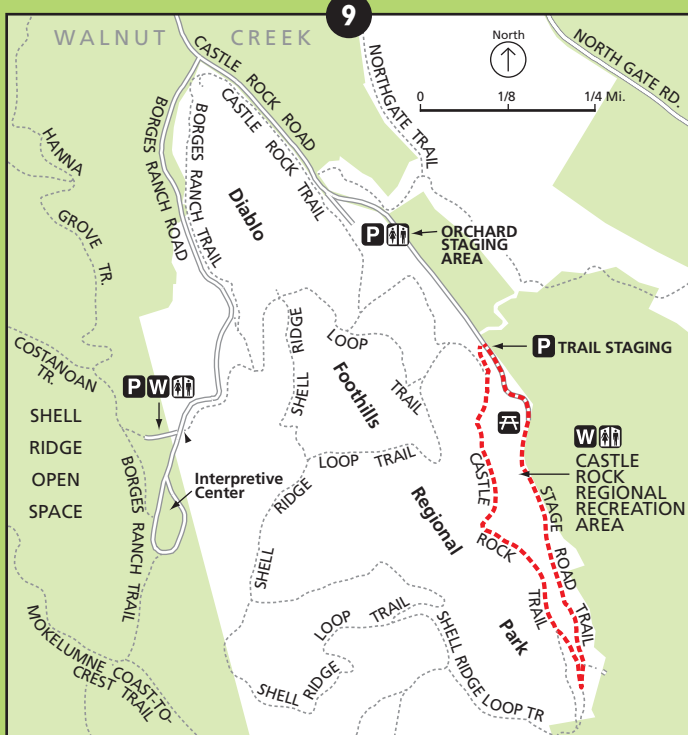 9
WALNUT CREEK
North
0 1/8 1/4 Mi.
NORTH GATE RD.
CASTLE ROCK ROAD
CASTLE ROCK TRAIL
NORTHGATE TRAIL
BORGES RANCH ROAD
BORGES RANCH TRAIL
HANNA
GROVE
TR.
Diablo
Foothills
Regional
Park
P
ORCHARD
STAGING
AREA
P TRAIL STAGING
SHELL RIDGE
LOOP
TRAIL
COSTANOAN
TR.
P W
SHELL
RIDGE
OPEN
SPACE
Interpretive
Center
BORGES RANCH TRAIL
SHELL
RIDGE
LOOP TRAIL
CASTLE
ROCK
TRAIL
W
CASTLE
ROCK
REGIONAL
RECREATION
AREA
STAGE
ROAD
TRAIL
LOOP TRAIL
SHELL RIDGE
SHELL RIDGE LOOP TR
MOKELUMNE COAST-TO-
CREST TRAIL